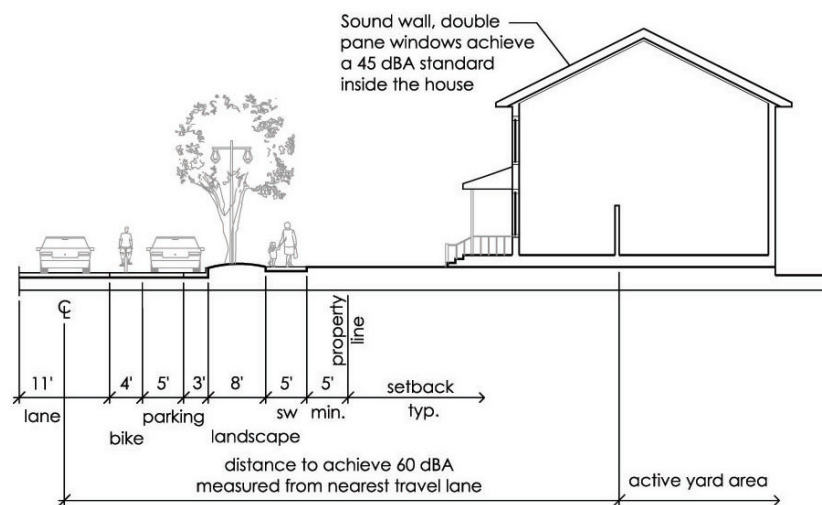 Sound wall, double
pane windows achieve
a 45 dBA standard
inside the house
℄
property
line
11'
4'
5'
3'
8'
5'
5'
setback
lane
parking
sw
min.
typ.
bike
landscape
distance to achieve 60 dBA
measured from nearest travel lane
active yard area